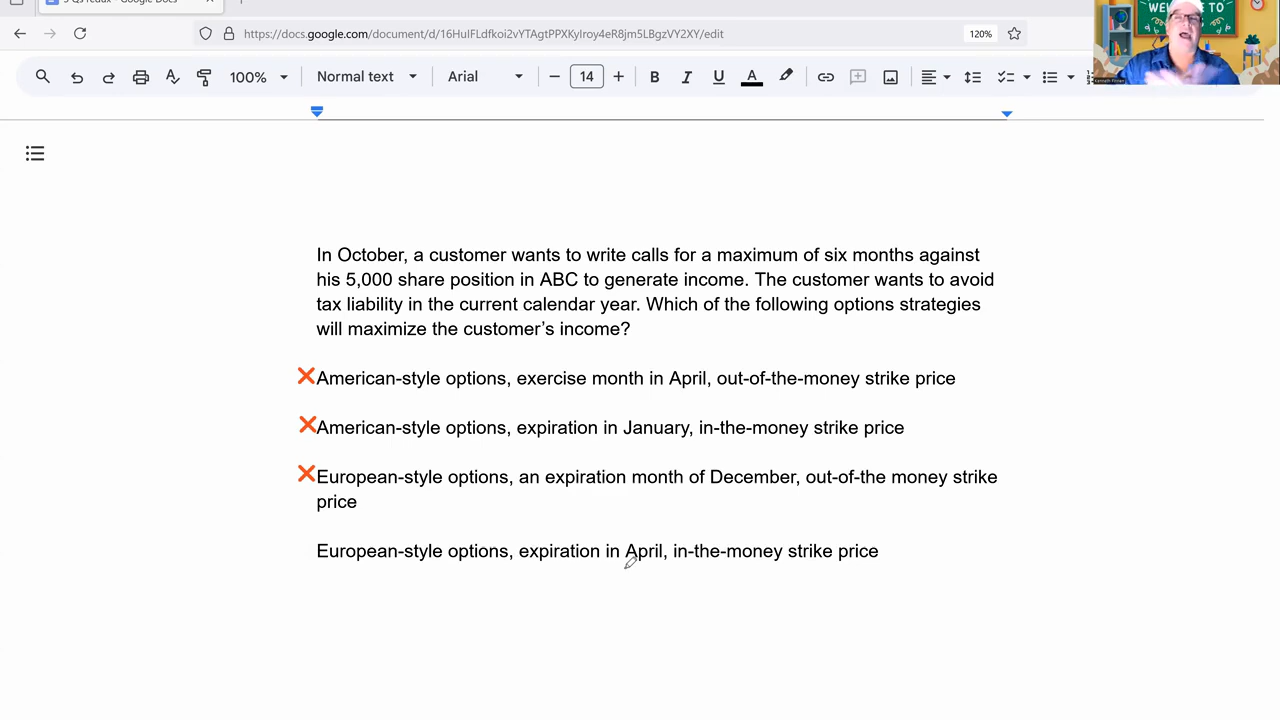 https://docs.google.com/document/d/16HuIFLdfkoi2vYTAgtPPXKyIroy4eR8jm5LBgzVY2XY/edit
120%
WELCOME TO
100%
Normal text
Arial
14
In October, a customer wants to write calls for a maximum of six months against
his 5,000 share position in ABC to generate income. The customer wants to avoid
tax liability in the current calendar year. Which of the following options strategies
will maximize the customer’s income?
American-style options, exercise month in April, out-of-the-money strike price
American-style options, expiration in January, in-the-money strike price
European-style options, an expiration month of December, out-of-the money strike
price
European-style options, expiration in April, in-the-money strike price